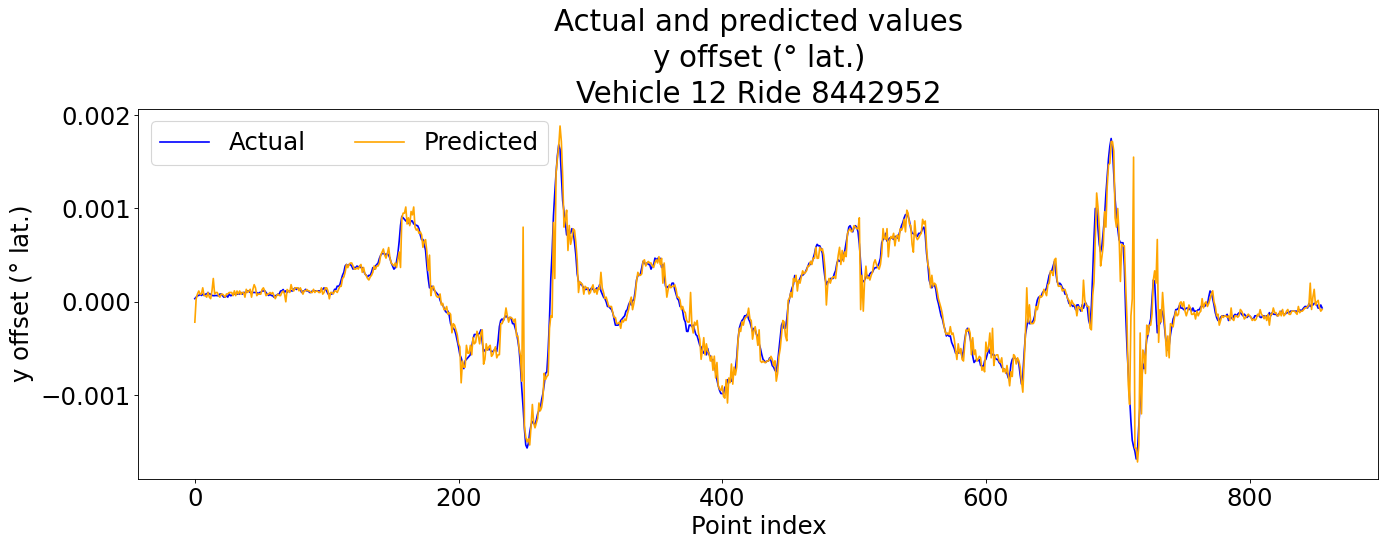 Actual and predicted values
y offset (° lat.)
Vehicle 12 Ride 8442952
Actual
Predicted
y offset (° lat.)
0.002
0.001
0.000
−0.001
0
200
400
600
800
Point index